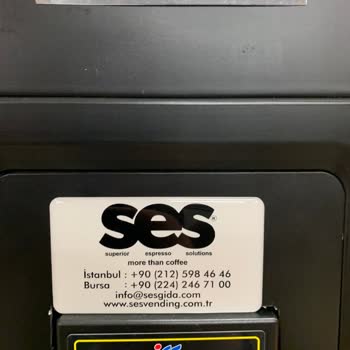 ses®
superior espresso solutions
more than coffee
İstanbul : +90 (212) 598 46 46
Bursa : +90 (224) 246 71 00
info@sesgida.com
www.sesvending.com.tr